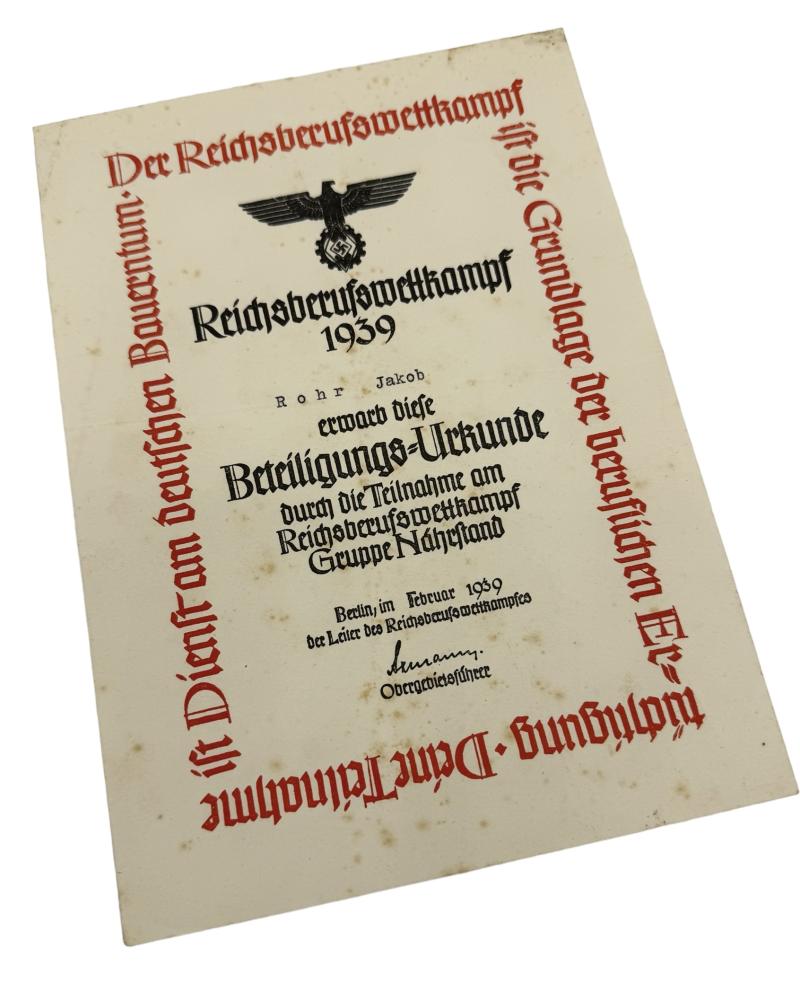 Der Reichsberufswettkampf
ist die Grundlage der beruflichen Er=
tüchtigung · Deine Teilnahme
ist Dienst am deutschen Bauerntum ·
Reichsberufswettkampf
1939
Rohr Jakob
erwarb diese
Beteiligungs=Urkunde
durch die Teilnahme am
Reichsberufswettkampf
Gruppe Nährstand
Berlin, im Februar 1939
der Leiter des Reichsberufswettkampfes
Obergebietsführer